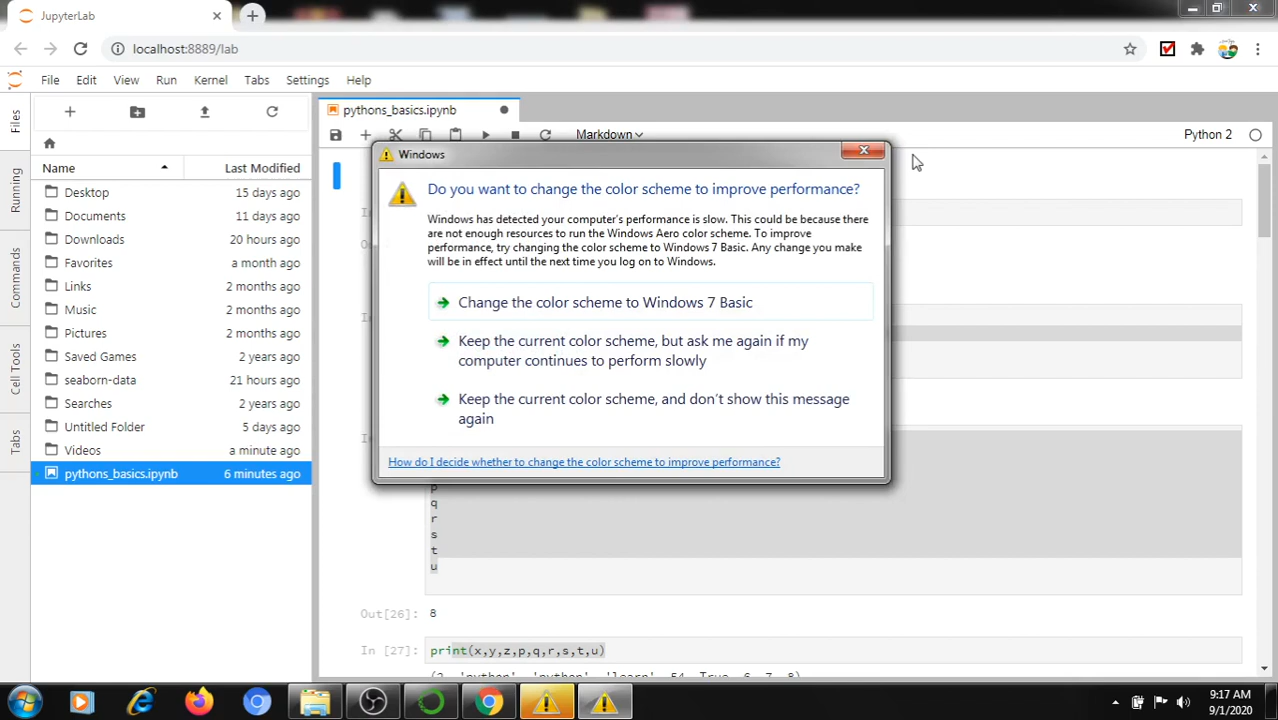 JupyterLab
localhost:8889/lab
File Edit View Run Kernel Tabs Settings Help
Files
Running
Commands
Cell Tools
Tabs
Name Last Modified
Desktop 15 days ago
Documents 11 days ago
Downloads 20 hours ago
Favorites a month ago
Links 2 months ago
Music 2 months ago
Pictures 2 months ago
Saved Games 2 years ago
seaborn-data 21 hours ago
Searches 2 years ago
Untitled Folder 5 days ago
Videos a minute ago
pythons_basics.ipynb 6 minutes ago
pythons_basics.ipynb
Markdown
Python 2
Windows
Do you want to change the color scheme to improve performance?
Windows has detected your computer's performance is slow. This could be because there
are not enough resources to run the Windows Aero color scheme. To improve
performance, try changing the color scheme to Windows 7 Basic. Any change you make
will be in effect until the next time you log on to Windows.
Change the color scheme to Windows 7 Basic
Keep the current color scheme, but ask me again if my
computer continues to perform slowly
Keep the current color scheme, and don't show this message
again
How do I decide whether to change the color scheme to improve performance?
q
r
s
t
u
Out[26]: 8
In [27]: print(x,y,z,p,q,r,s,t,u)
9:17 AM
9/1/2020